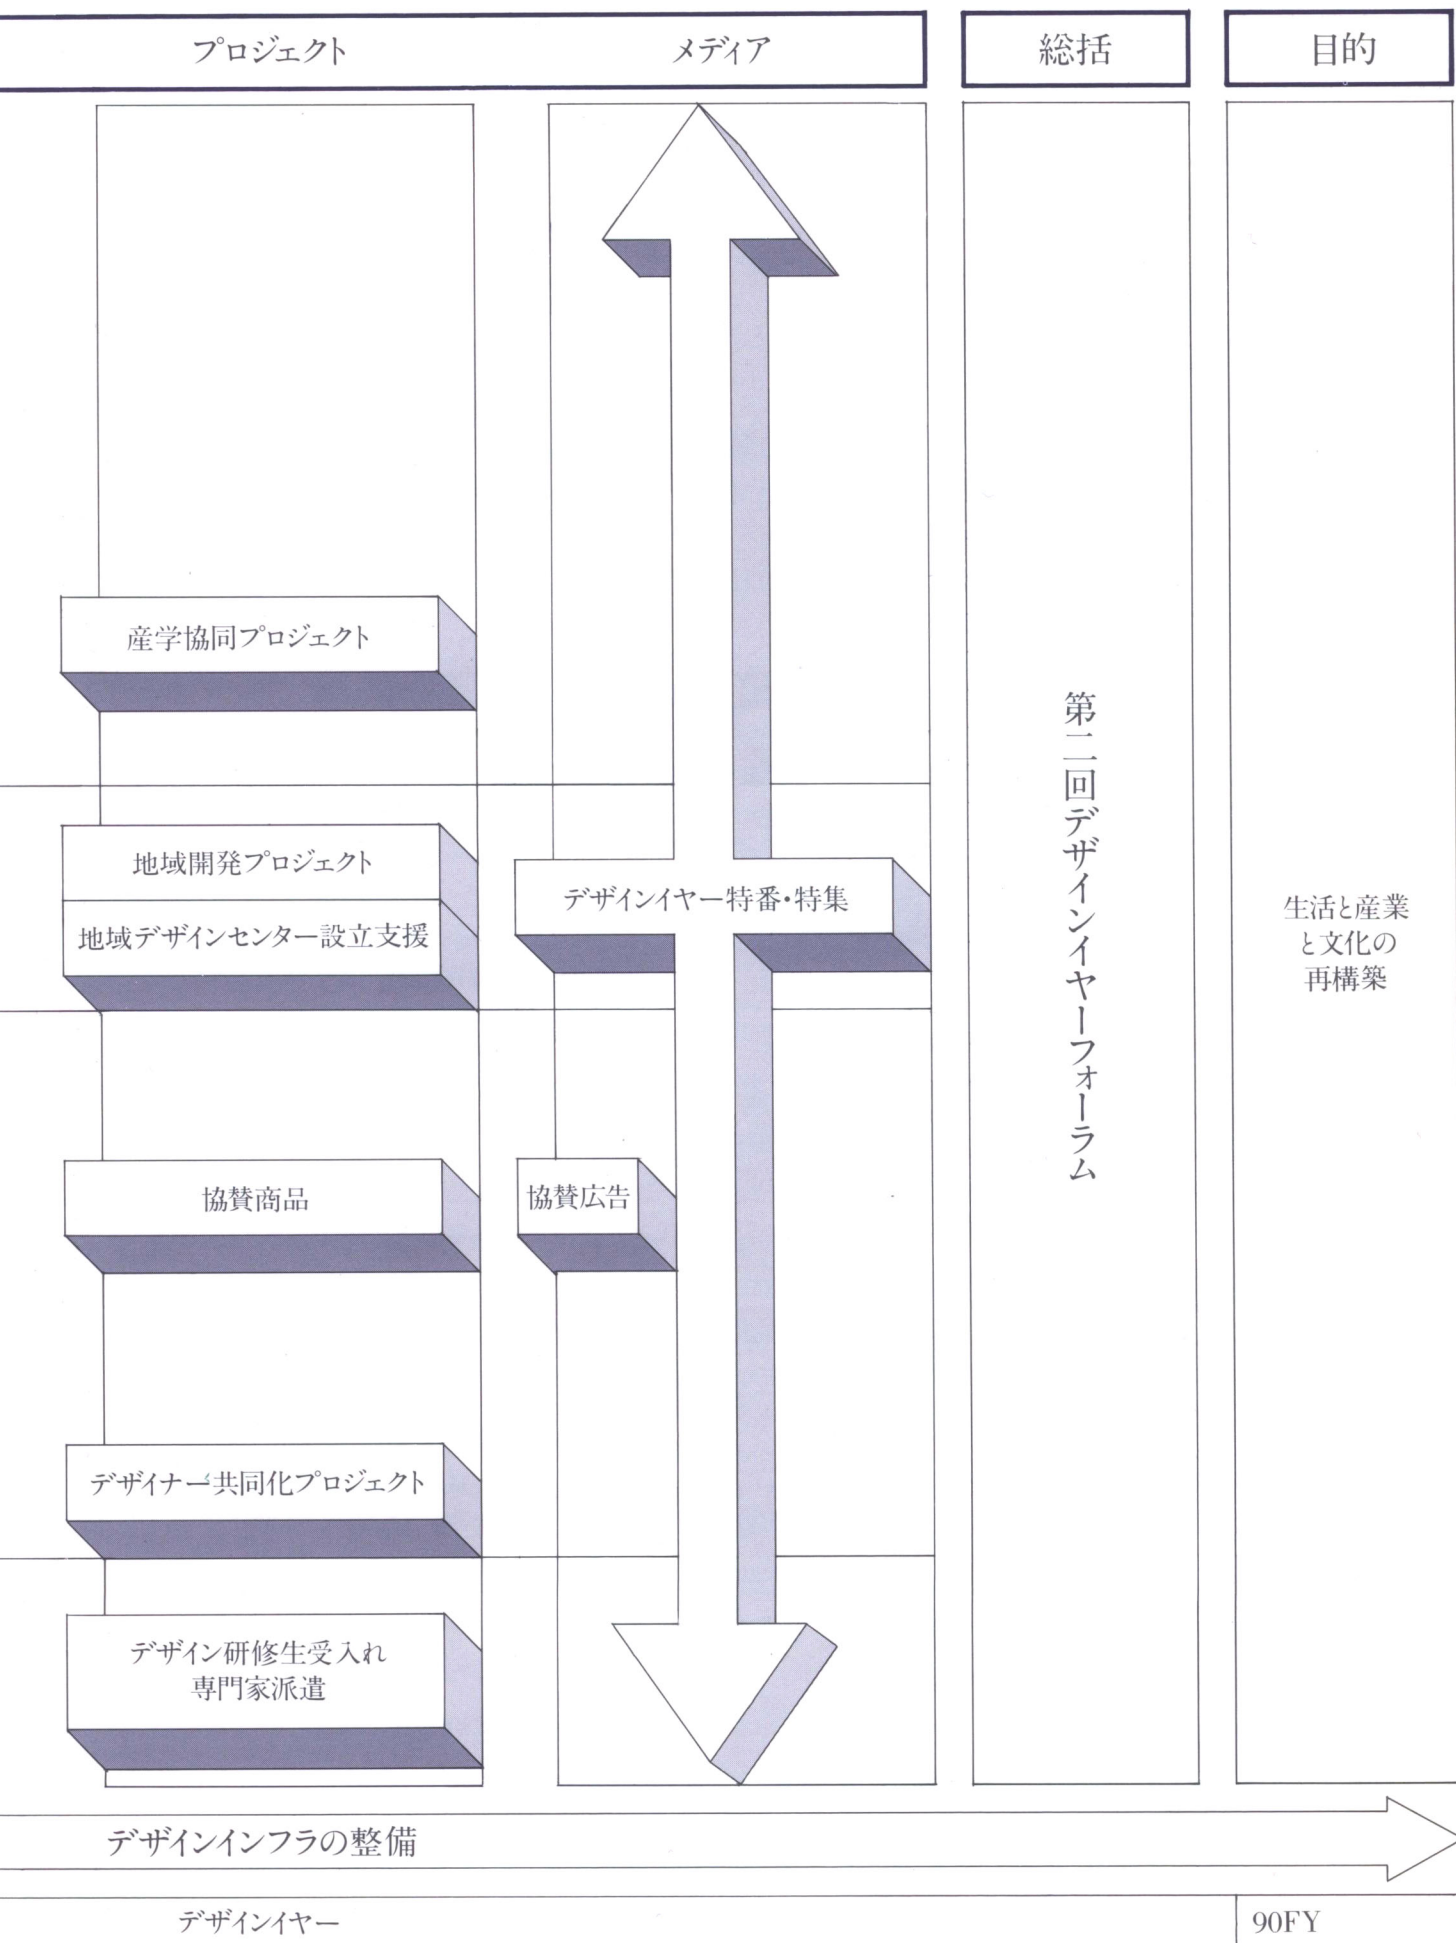 プロジェクト
メディア
総括
目的
産学協同プロジェクト
地域開発プロジェクト
地域デザインセンター設立支援
協賛商品
デザイナー共同化プロジェクト
デザイン研修生受入れ
専門家派遣
デザインイヤー特番・特集
協賛広告
第二回デザインイヤーフォーラム
生活と産業
と文化の
再構築
デザインインフラの整備
デザインイヤー
90FY